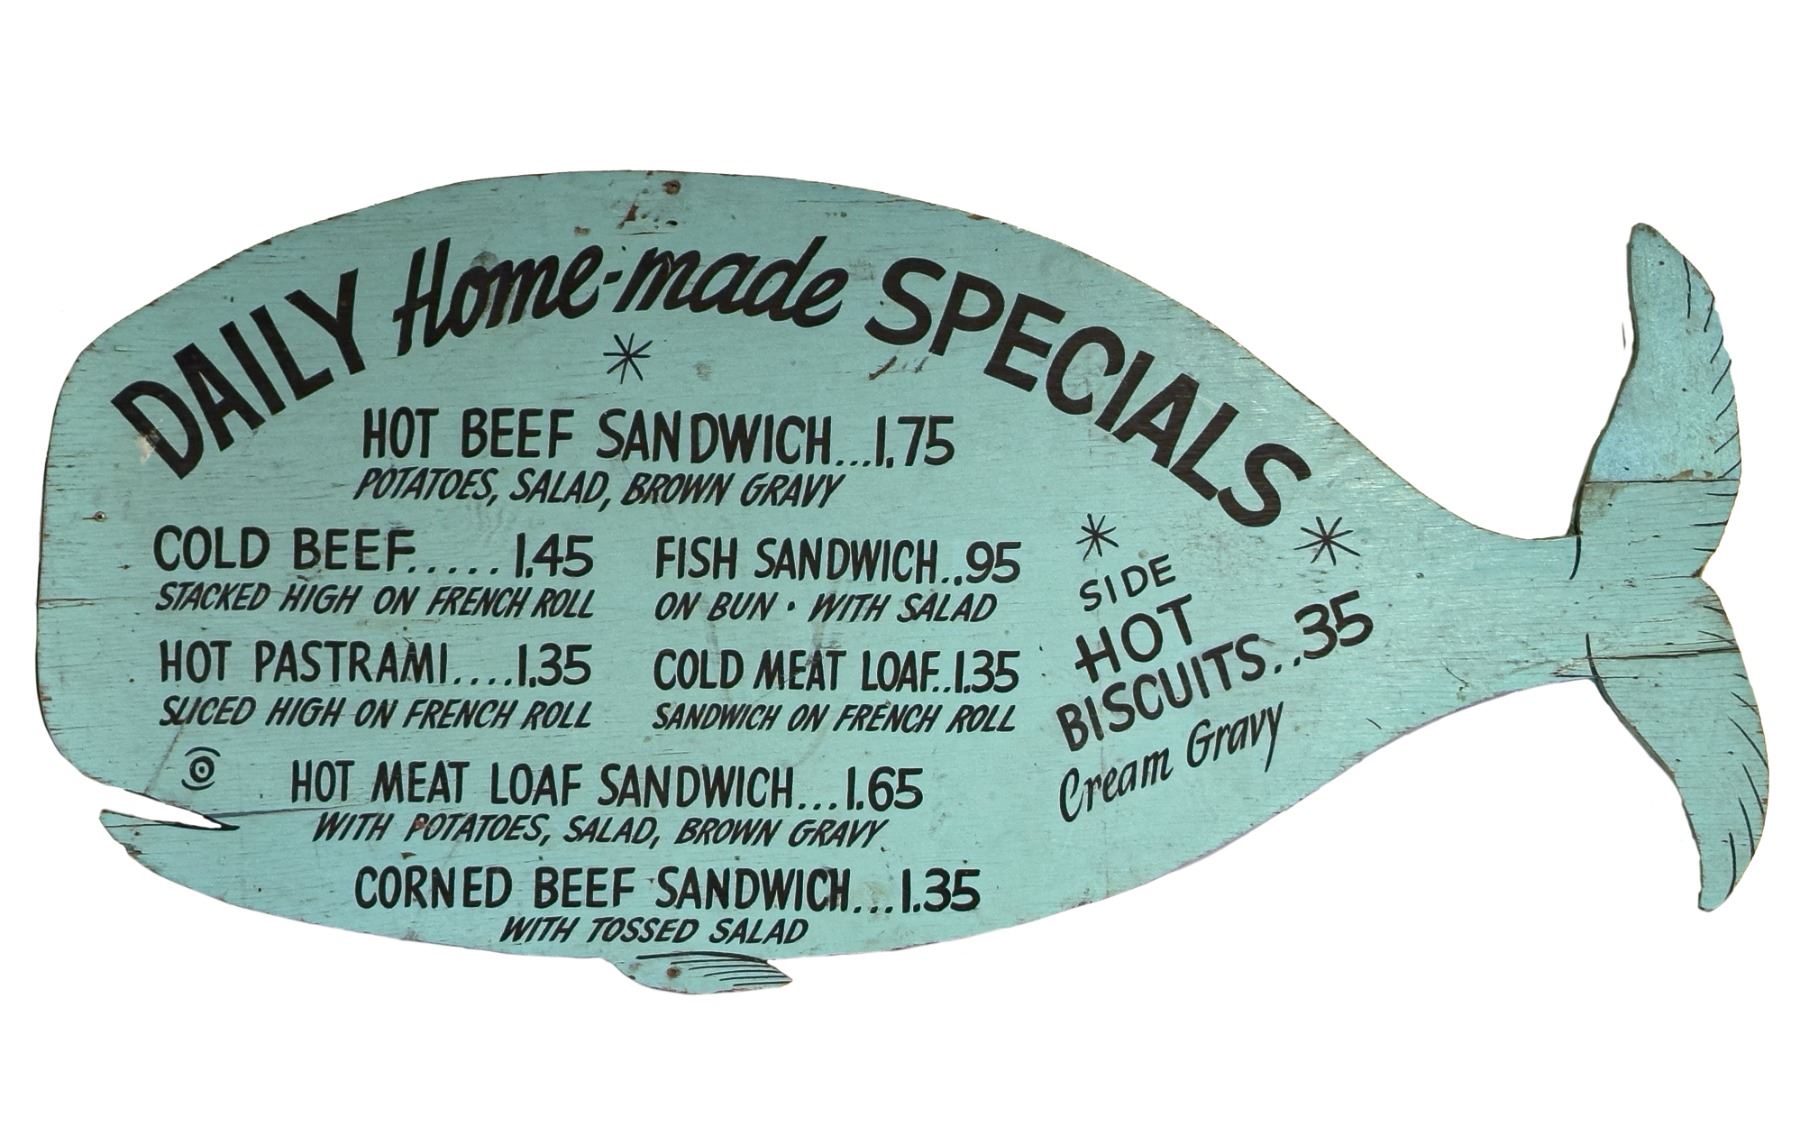 DAILY Home-made SPECIALS
HOT BEEF SANDWICH...1.75
POTATOES, SALAD, BROWN GRAVY
COLD BEEF.....1.45
STACKED HIGH ON FRENCH ROLL
FISH SANDWICH...95
ON BUN • WITH SALAD
HOT PASTRAMI....1.35
SLICED HIGH ON FRENCH ROLL
COLD MEAT LOAF..1.35
SANDWICH ON FRENCH ROLL
HOT MEAT LOAF SANDWICH...1.65
WITH POTATOES, SALAD, BROWN GRAVY
CORNED BEEF SANDWICH...1.35
WITH TOSSED SALAD
SIDE
HOT
BISCUITS...35
Cream Gravy